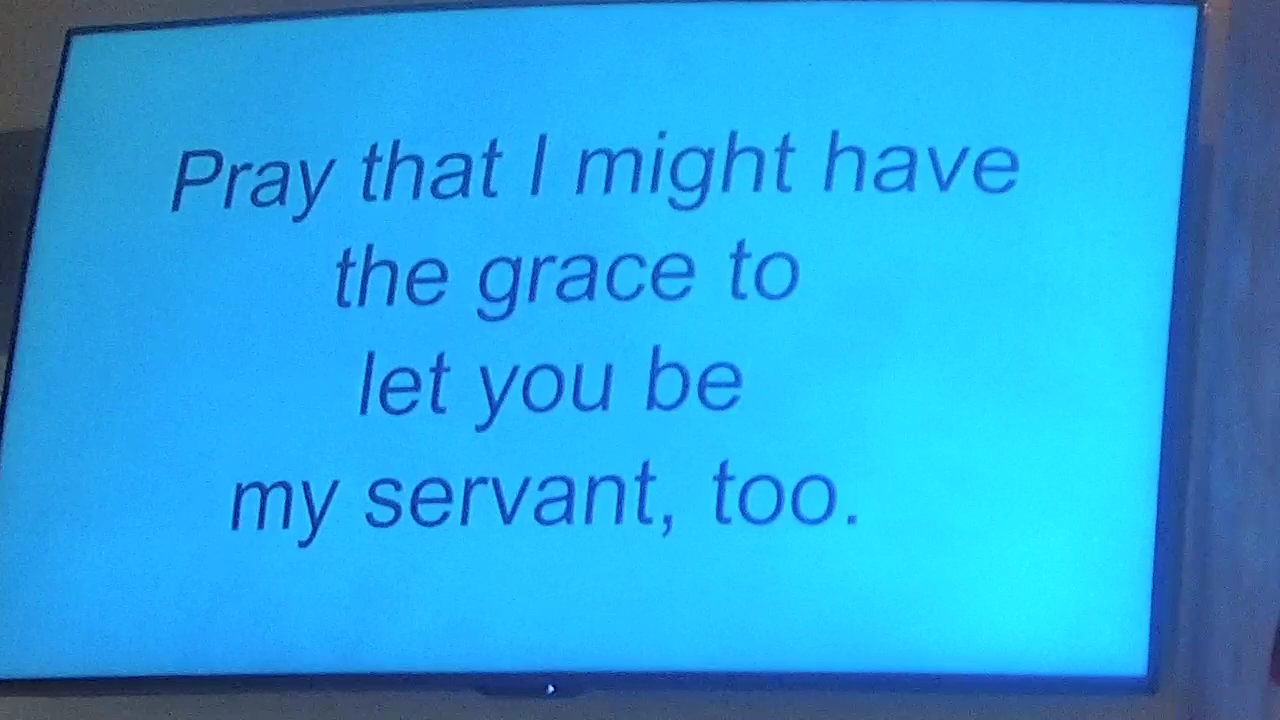 Pray that I might have
the grace to
let you be
my servant, too.